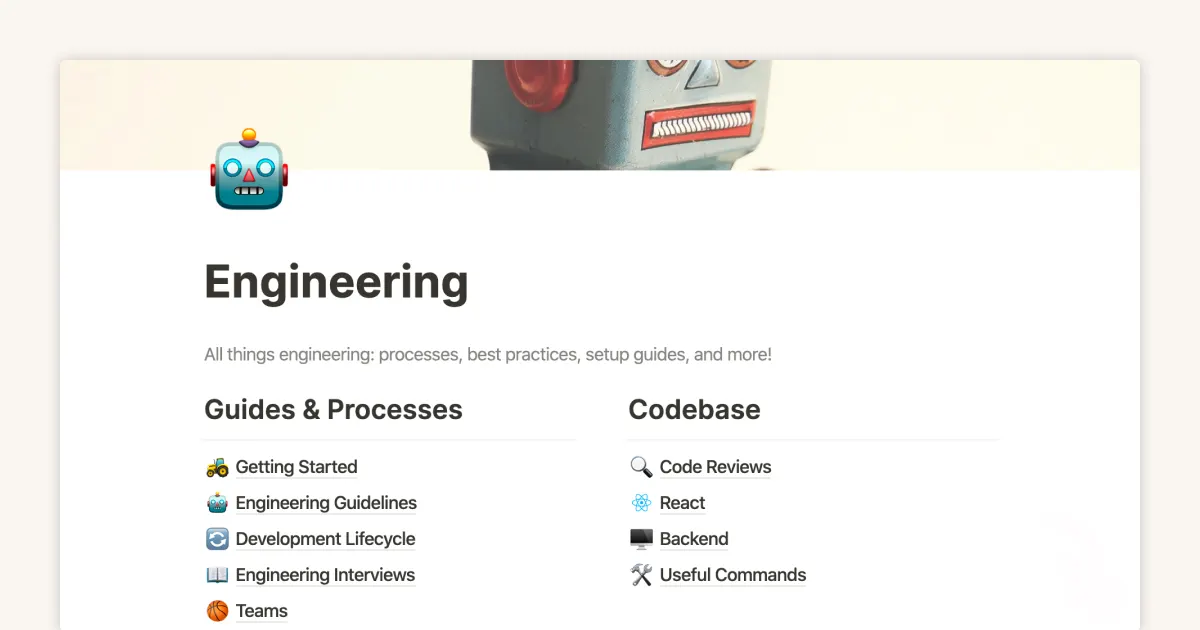 Engineering
All things engineering: processes, best practices, setup guides, and more!
Guides & Processes
Getting Started
Engineering Guidelines
Development Lifecycle
Engineering Interviews
Teams
Codebase
Code Reviews
React
Backend
Useful Commands